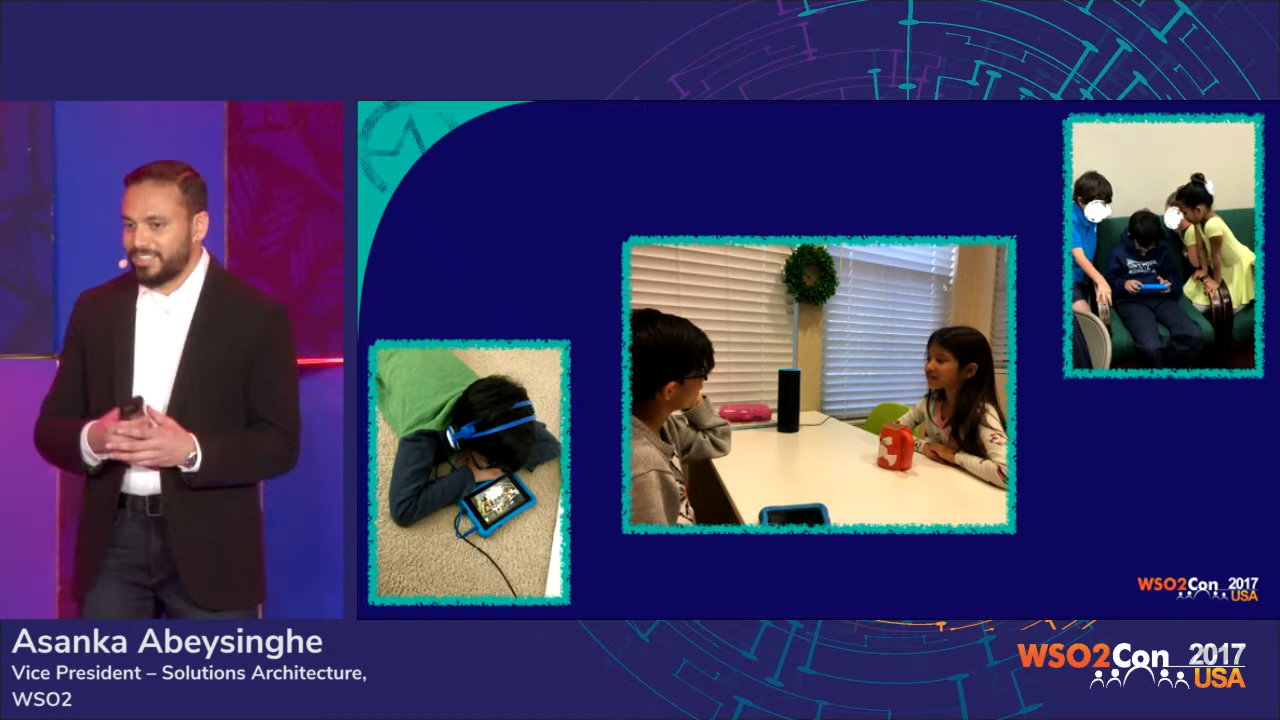 WSO2Con 2017
USA
Asanka Abeysinghe
Vice President – Solutions Architecture,
WSO2
WSO2Con 2017
USA